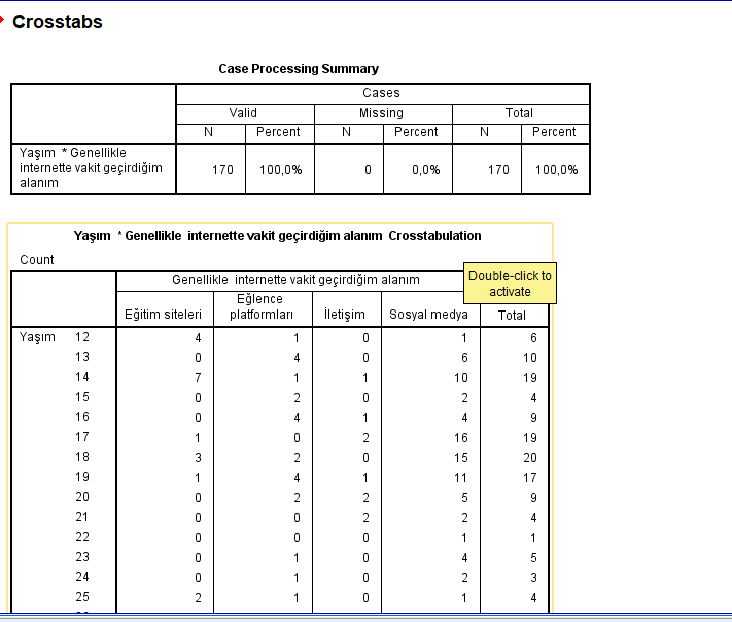 Crosstabs
Case Processing Summary
Cases
Valid Missing Total
N Percent N Percent N Percent
Yaşım * Genellikle
internette vakit geçirdiğim
alanım
170 100,0% 0 0,0% 170 100,0%
Yaşım * Genellikle internette vakit geçirdiğim alanım Crosstabulation
Count
Genellikle internette vakit geçirdiğim alanım
Double-click to
activate
Eğitim siteleri Eğlence platformları İletişim Sosyal medya Total
Yaşım 12 4 1 0 1 6
13 0 4 0 6 10
14 7 1 1 10 19
15 0 2 0 2 4
16 0 4 1 4 9
17 1 0 2 16 19
18 3 2 0 15 20
19 1 4 1 11 17
20 0 2 2 5 9
21 0 0 2 2 4
22 0 0 0 1 1
23 0 1 0 4 5
24 0 1 0 2 3
25 2 1 0 1 4